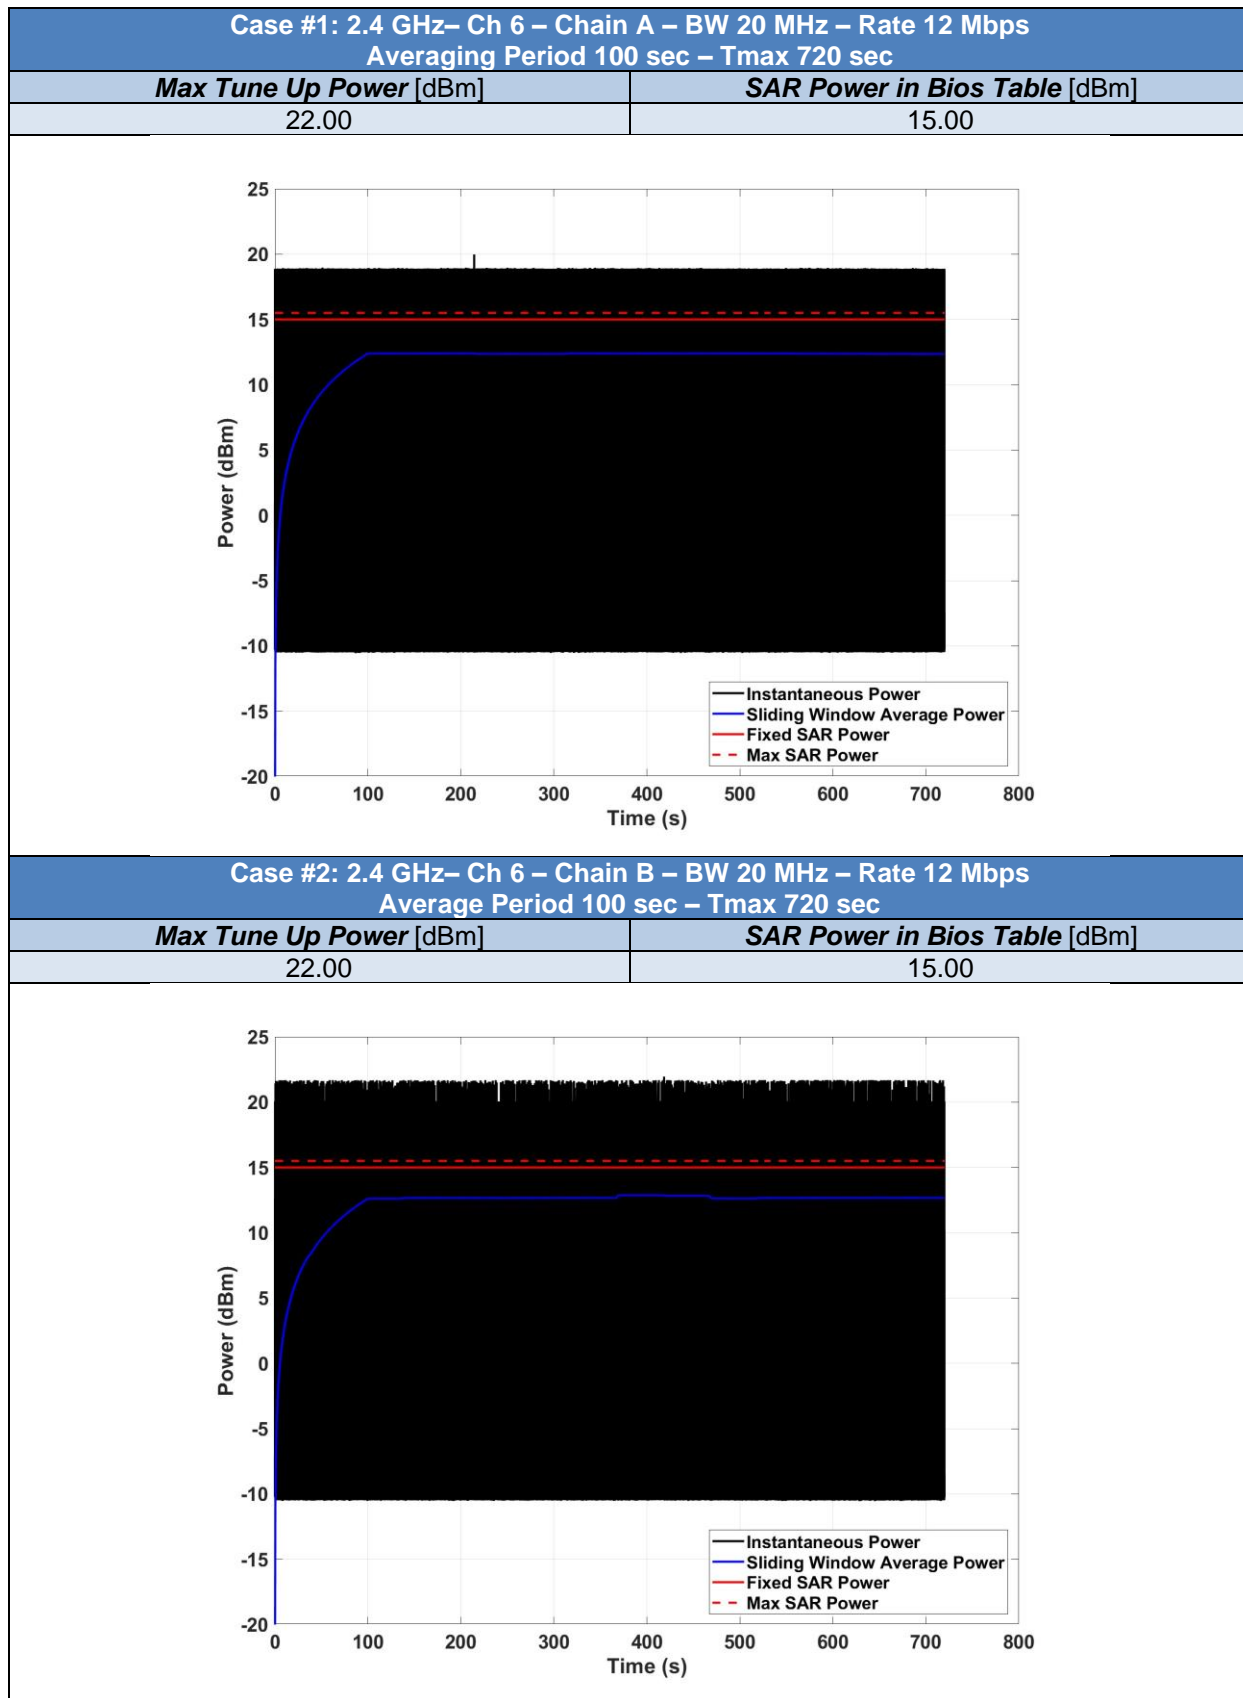 Case #1: 2.4 GHz– Ch 6 – Chain A – BW 20 MHz – Rate 12 Mbps
Averaging Period 100 sec – Tmax 720 sec
Max Tune Up Power [dBm] SAR Power in Bios Table [dBm]
22.00 15.00
25
20
15
10
5
0
-5
-10
-15
-20
Power (dBm)
Instantaneous Power
Sliding Window Average Power
Fixed SAR Power
Max SAR Power
0 100 200 300 400 500 600 700 800
Time (s)
Case #2: 2.4 GHz– Ch 6 – Chain B – BW 20 MHz – Rate 12 Mbps
Average Period 100 sec – Tmax 720 sec
Max Tune Up Power [dBm] SAR Power in Bios Table [dBm]
22.00 15.00
25
20
15
10
5
0
-5
-10
-15
-20
Power (dBm)
Instantaneous Power
Sliding Window Average Power
Fixed SAR Power
Max SAR Power
0 100 200 300 400 500 600 700 800
Time (s)